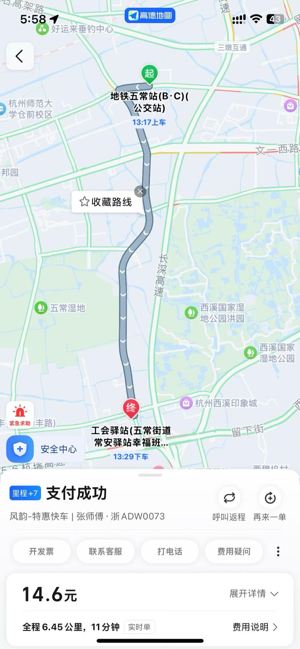 5:58
高德地图
43
好运来垂钓中心
三墩互通
起
地铁五常站(B·C)(
公交站)
13:17上车
杭州师范大
学仓前校区
文一西路
邦园
收藏路线
长深高速
五常湿地
西溪国家湿
地公园洪园
西溪国家湿
地公园
终
杭州西溪印象城
紧急求助
工会驿站(五常街道
常安驿站幸福班...
13:29下车
留下街
安全中心
里程+7
支付成功
风韵-特惠快车 | 张师傅 · 浙ADW0073
呼叫返程
再来一单
开发票
联系客服
打电话
费用疑问
14.6元
展开详情
全程 6.45 公里，11 分钟
实时单
费用说明